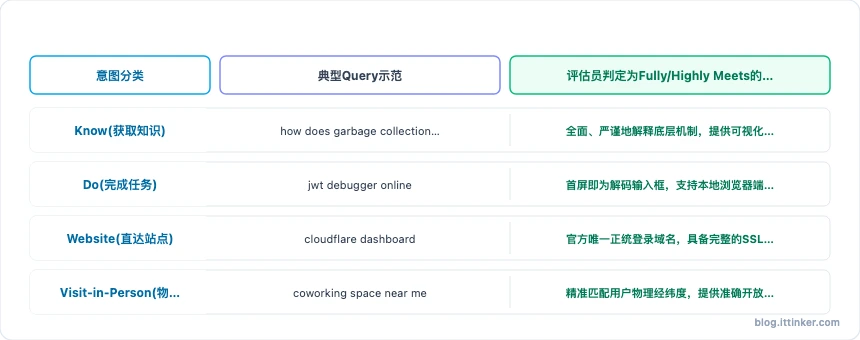 意图分类
典型Query示范
评估员判定为Fully/Highly Meets的...
Know(获取知识)
how does garbage collection...
全面、严谨地解释底层机制，提供可视化...
Do(完成任务)
jwt debugger online
首屏即为解码输入框，支持本地浏览器端...
Website(直达站点)
cloudflare dashboard
官方唯一正统登录域名，具备完整的SSL...
Visit-in-Person(物...
coworking space near me
精准匹配用户物理经纬度，提供准确开放...
blog.ittinker.com